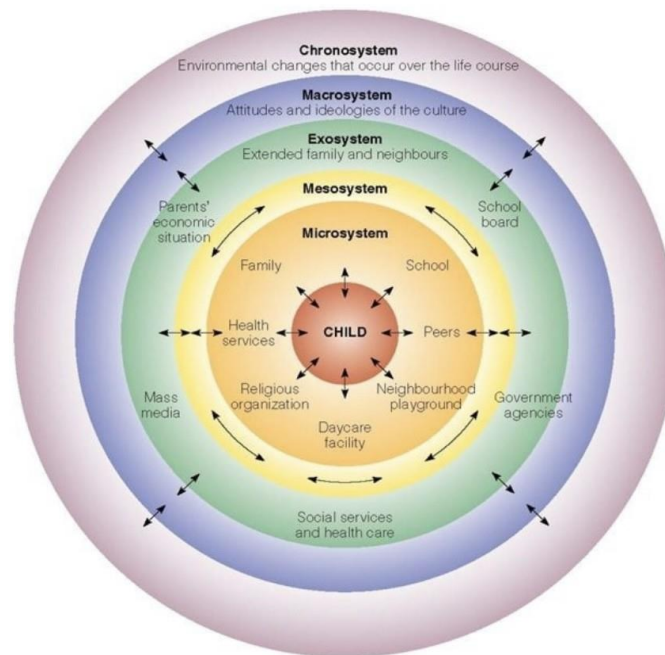 Chronosystem
Environmental changes that occur over the life course
Macrosystem
Attitudes and ideologies of the culture
Exosystem
Extended family and neighbours
Mesosystem
Parents'
economic
situation
School
board
Microsystem
Family
School
Health
services
CHILD
Peers
Religious
organization
Neighbourhood
playground
Mass
media
Government
agencies
Daycare
facility
Social services
and health care